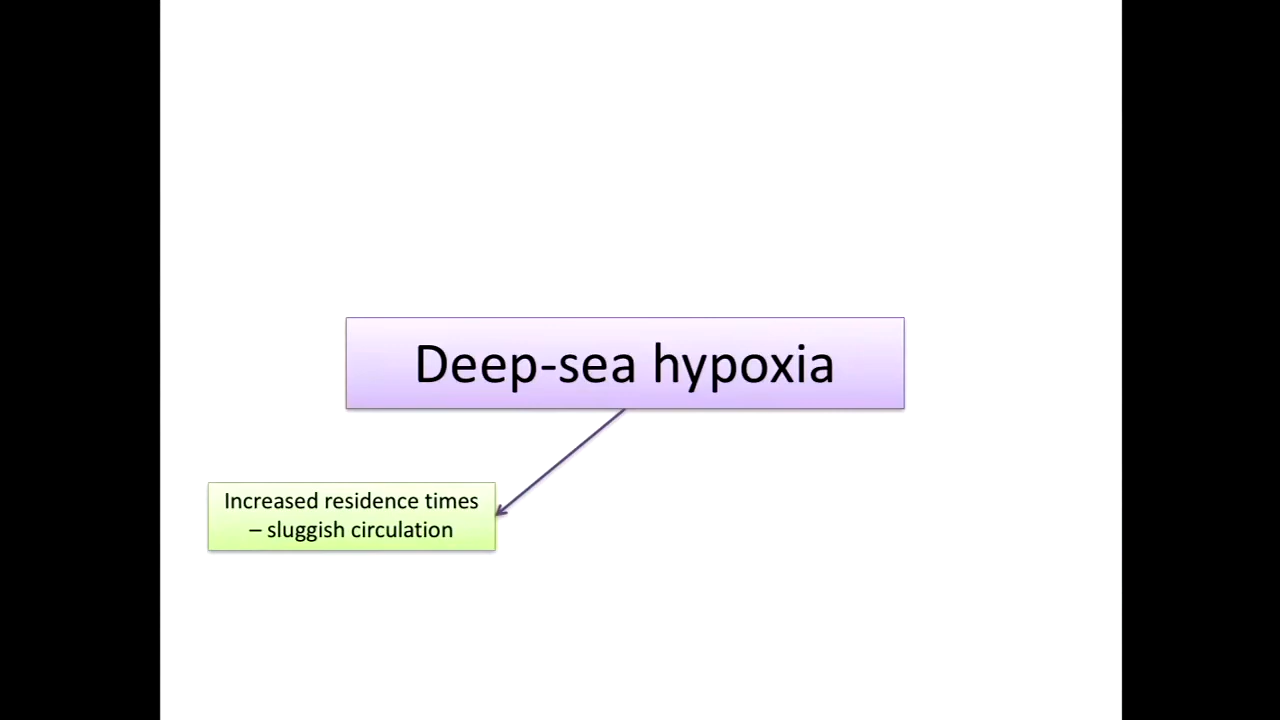 Deep-sea hypoxia
Increased residence times
– sluggish circulation